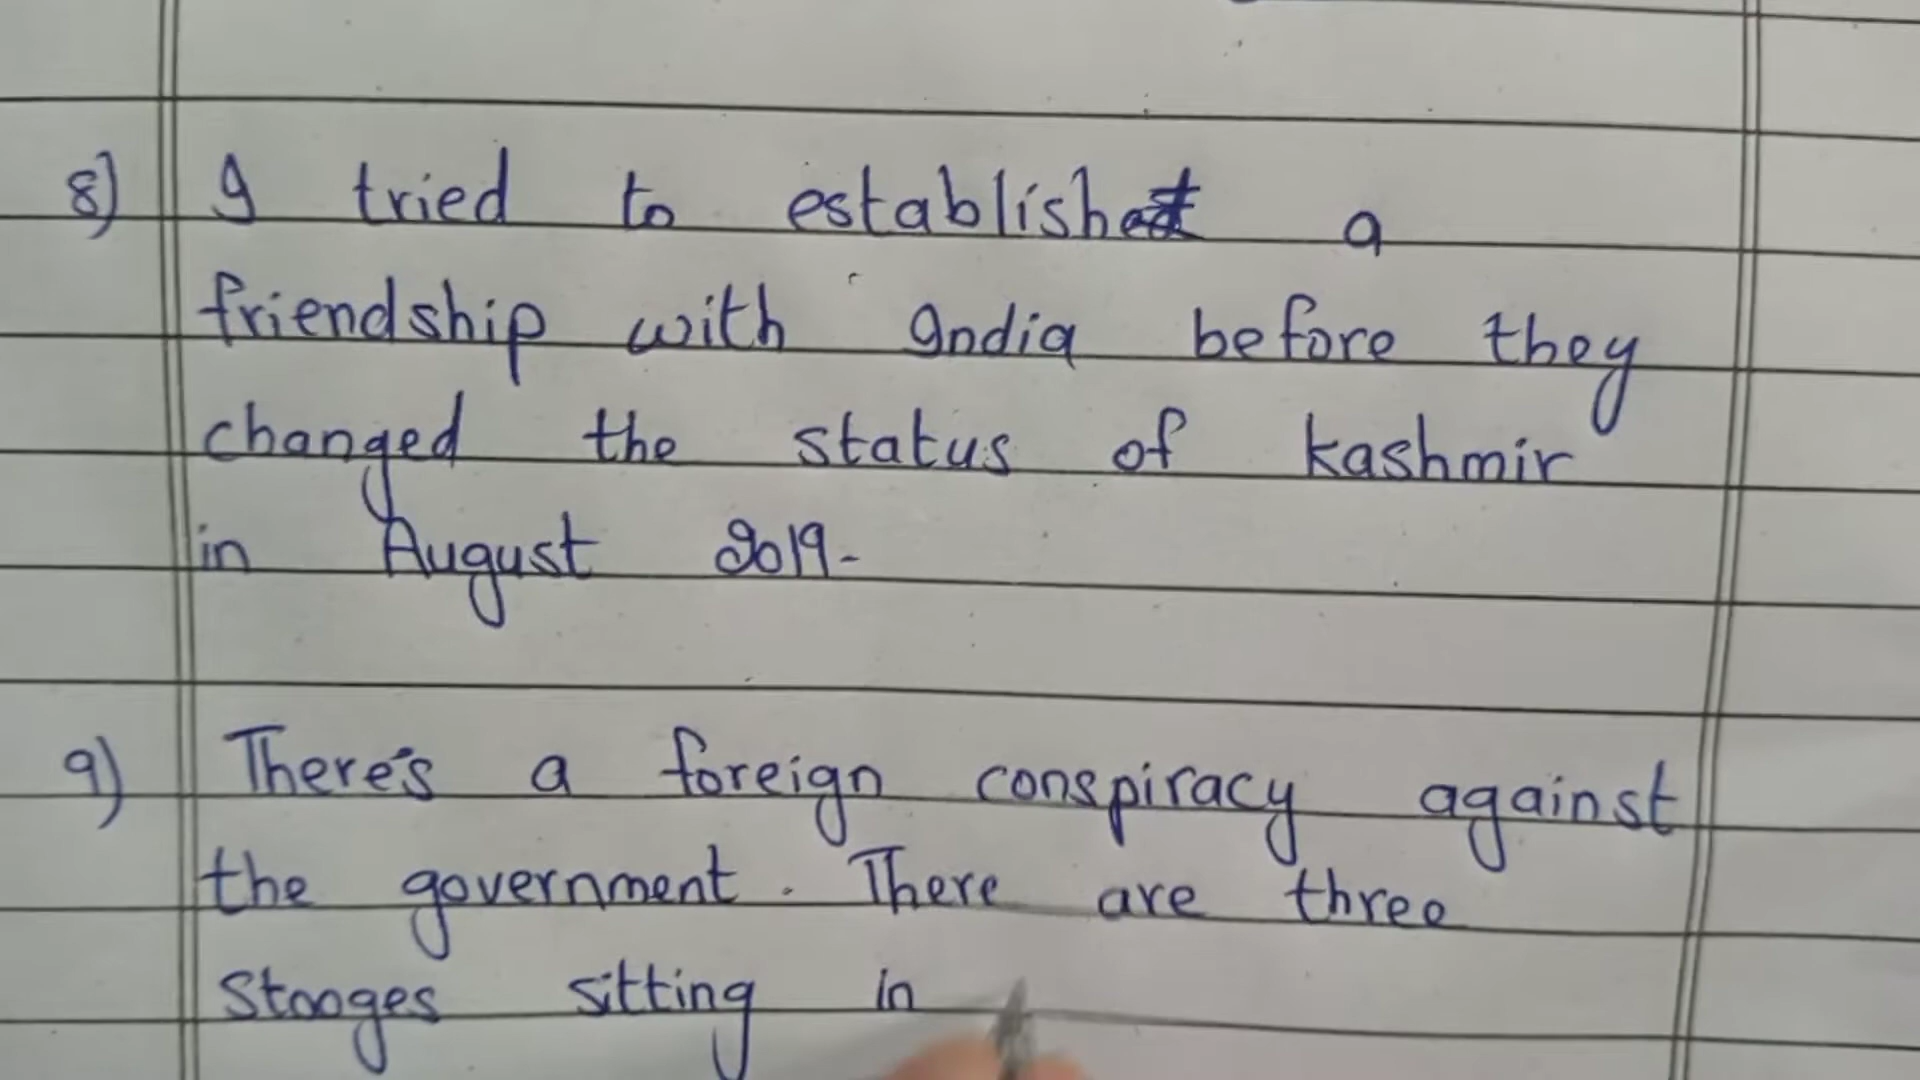 8) I tried to establish a
friendship with India before they
changed the status of kashmir
in August 2019-
9) There's a foreign conspiracy against
the government. There are three
Stooges sitting in